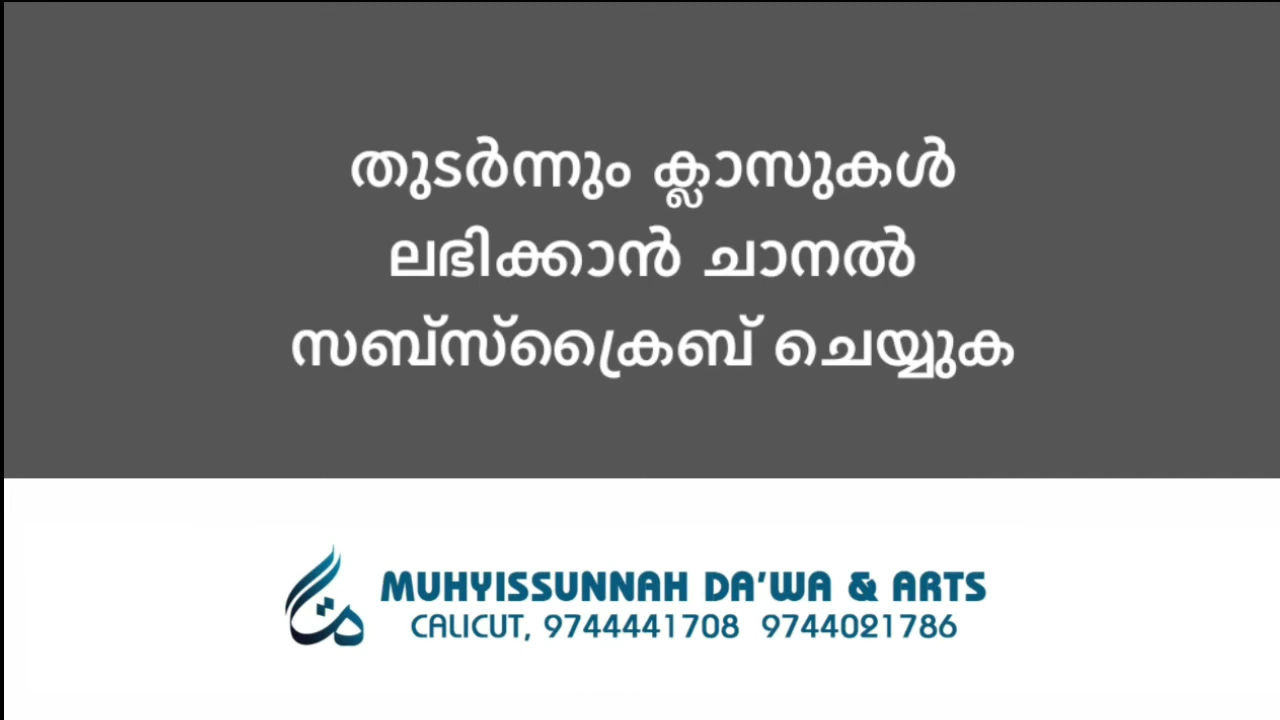 തുടർന്നും ക്ലാസുകൾ
ലഭിക്കാൻ ചാനൽ
സബ്സ്ക്രൈബ് ചെയ്യുക
MUHYISSUNNAH DA'WA & ARTS
CALICUT, 9744441708 9744021786